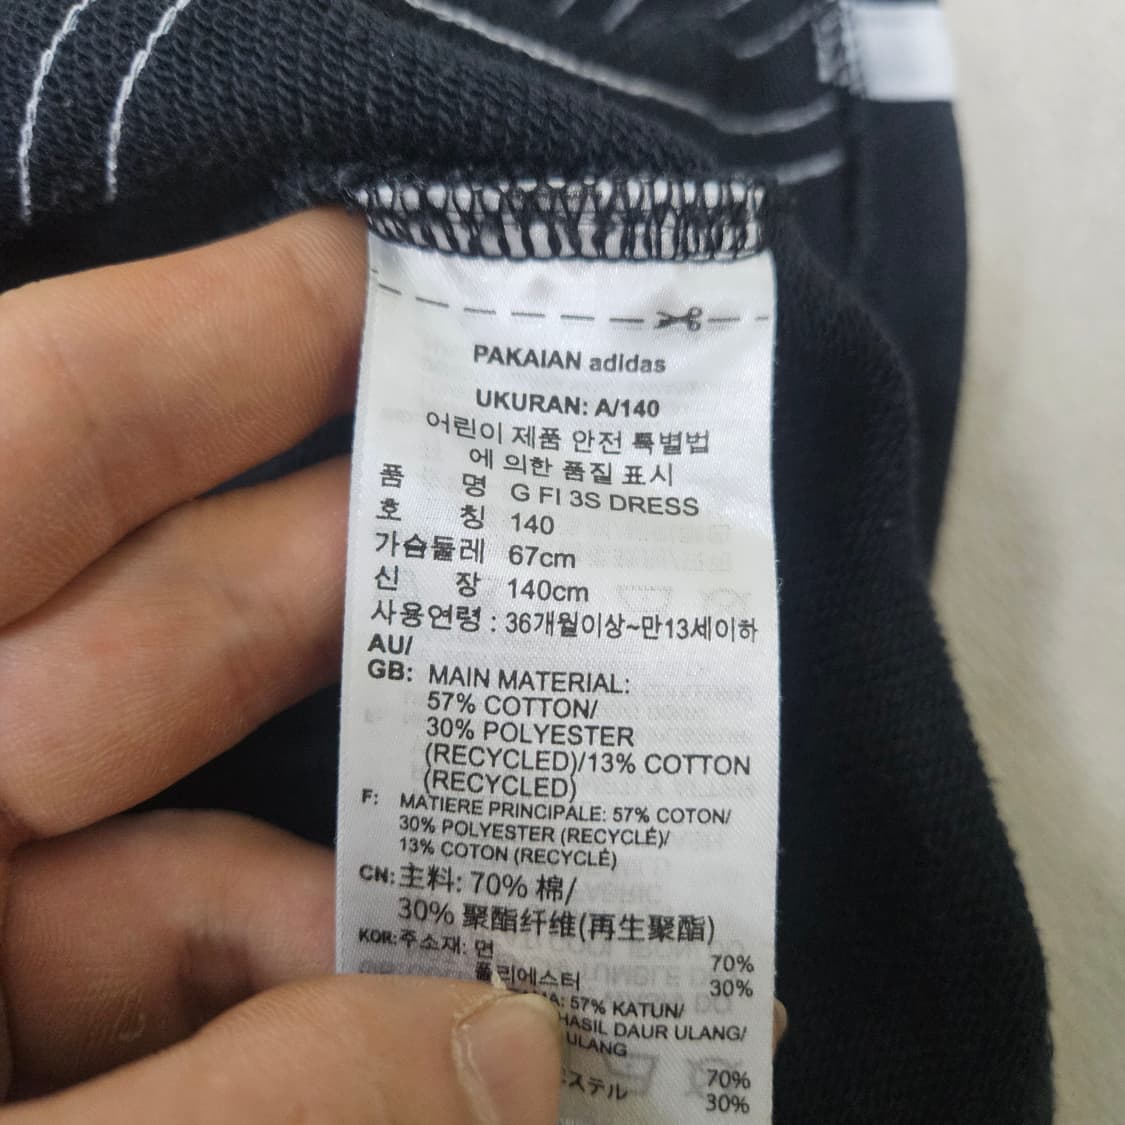 PAKAIAN adidas
UKURAN: A/140
어린이 제품 안전 특별법
에 의한 품질 표시
품 명 G FI 3S DRESS
호 칭 140
가슴둘레 67cm
신 장 140cm
사용연령 : 36개월이상~만13세이하
AU/
GB: MAIN MATERIAL:
57% COTTON/
30% POLYESTER
(RECYCLED)/13% COTTON
(RECYCLED)
F: MATIERE PRINCIPALE: 57% COTON/
30% POLYESTER (RECYCLÉ)/
13% COTON (RECYCLÉ)
CN: 主料: 70% 棉/
30% 聚酯纤维(再生聚酯)
KOR: 주소재: 면 70%
폴리에스터 30%
57% KATUN/
HASIL DAUR ULANG/
ULANG
70%
ステル 30%